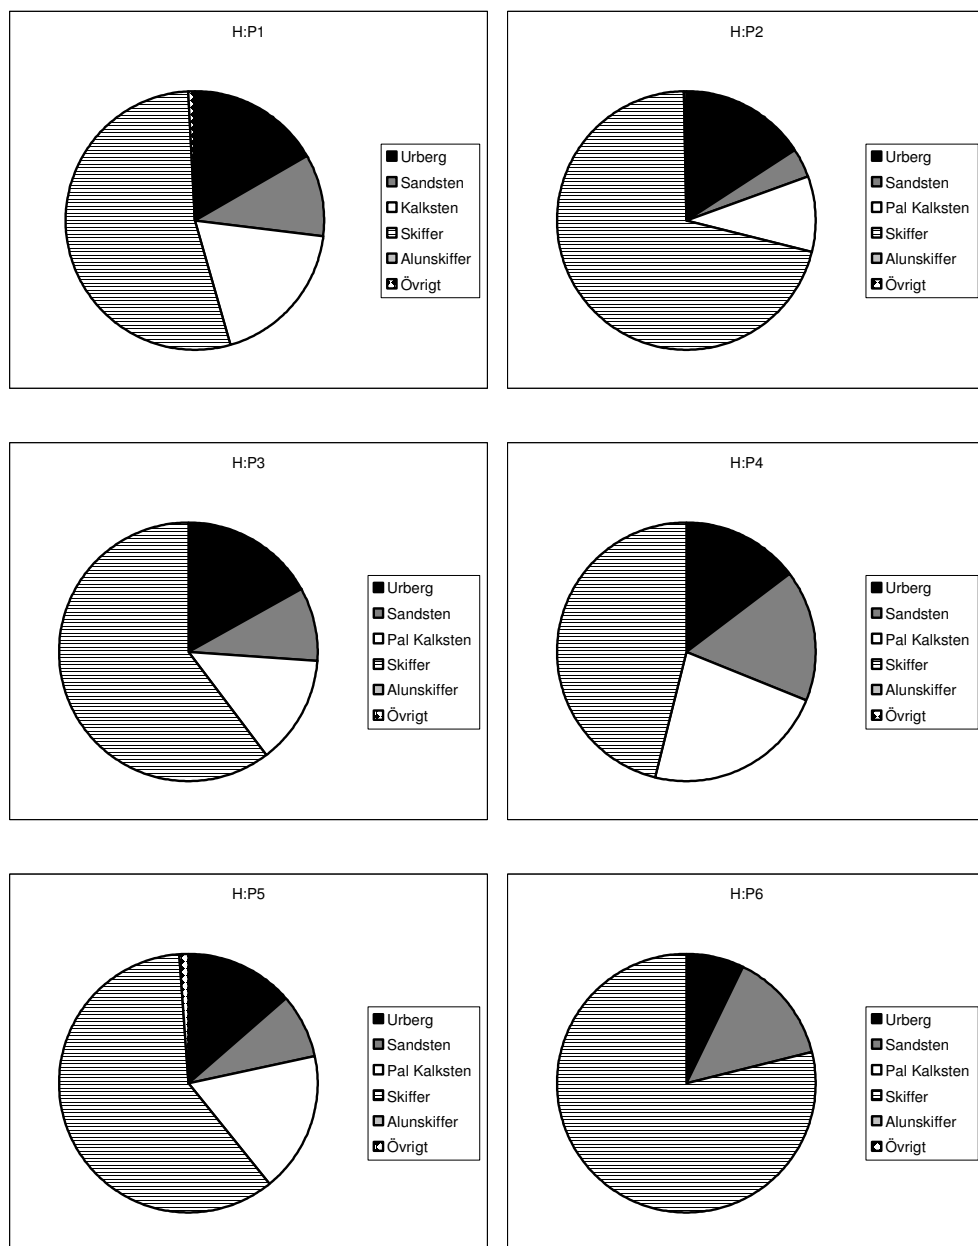 H:P1
Urberg
Sandsten
Kalksten
Skiffer
Alunskiffer
Övrigt
H:P2
Urberg
Sandsten
Pal Kalksten
Skiffer
Alunskiffer
Övrigt
H:P3
Urberg
Sandsten
Pal Kalksten
Skiffer
Alunskiffer
Övrigt
H:P4
Urberg
Sandsten
Pal Kalksten
Skiffer
Alunskiffer
Övrigt
H:P5
Urberg
Sandsten
Pal Kalksten
Skiffer
Alunskiffer
Övrigt
H:P6
Urberg
Sandsten
Pal Kalksten
Skiffer
Alunskiffer
Övrigt